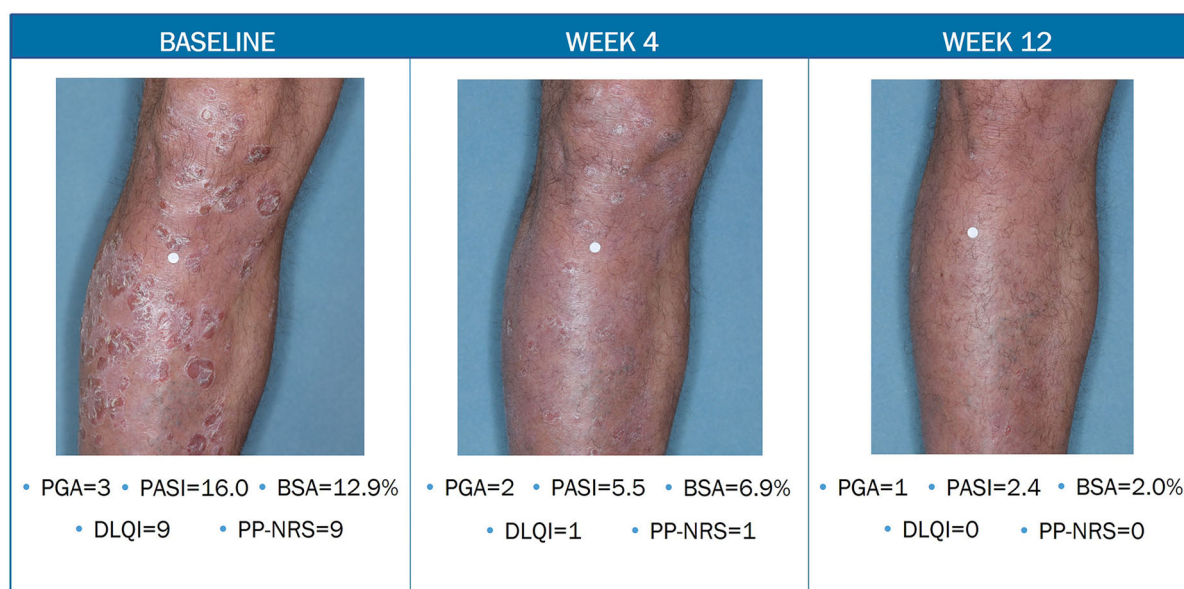 BASELINE
WEEK 4
WEEK 12
• PGA=3 • PASI=16.0 • BSA=12.9%
• DLQI=9 • PP-NRS=9
• PGA=2 • PASI=5.5 • BSA=6.9%
• DLQI=1 • PP-NRS=1
• PGA=1 • PASI=2.4 • BSA=2.0%
• DLQI=0 • PP-NRS=0